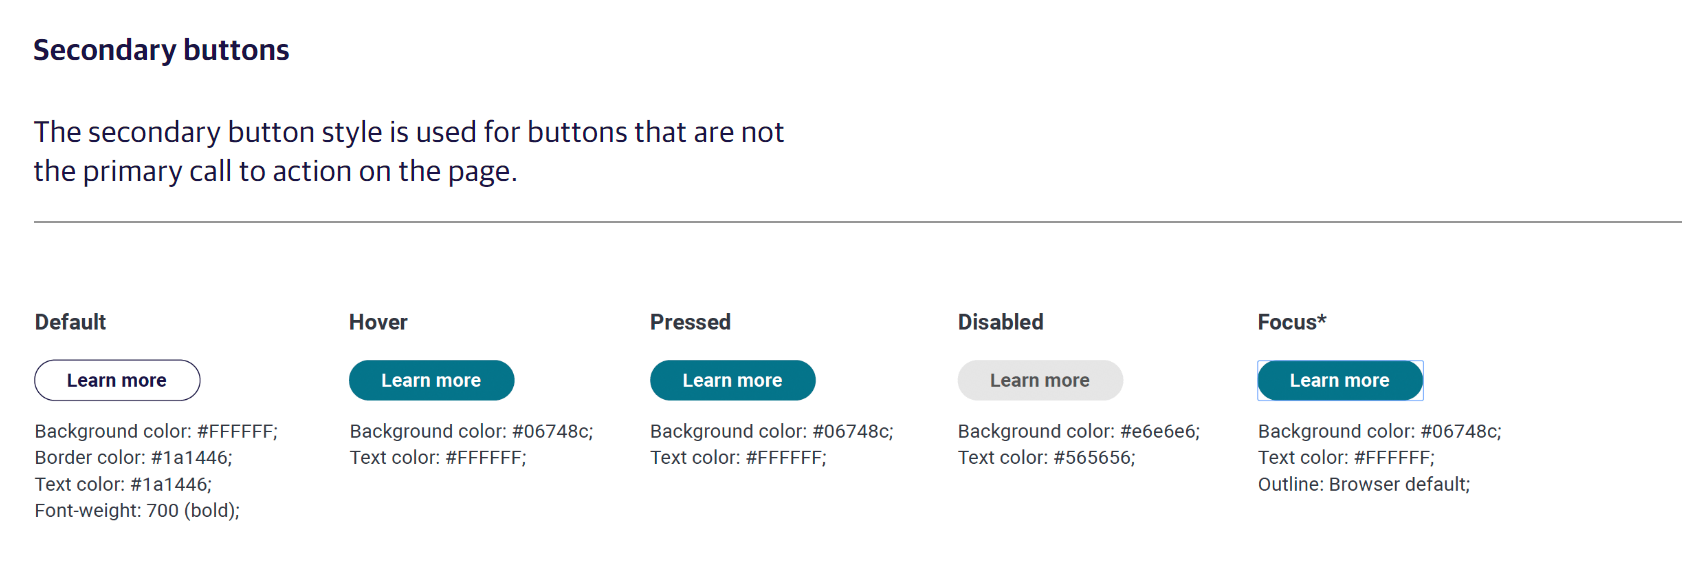 Secondary buttons
The secondary button style is used for buttons that are not
the primary call to action on the page.
Default
Learn more
Background color: #FFFFFF;
Border color: #1a1446;
Text color: #1a1446;
Font-weight: 700 (bold);
Hover
Learn more
Background color: #06748c;
Text color: #FFFFFF;
Pressed
Learn more
Background color: #06748c;
Text color: #FFFFFF;
Disabled
Learn more
Background color: #e6e6e6;
Text color: #565656;
Focus*
Learn more
Background color: #06748c;
Text color: #FFFFFF;
Outline: Browser default;